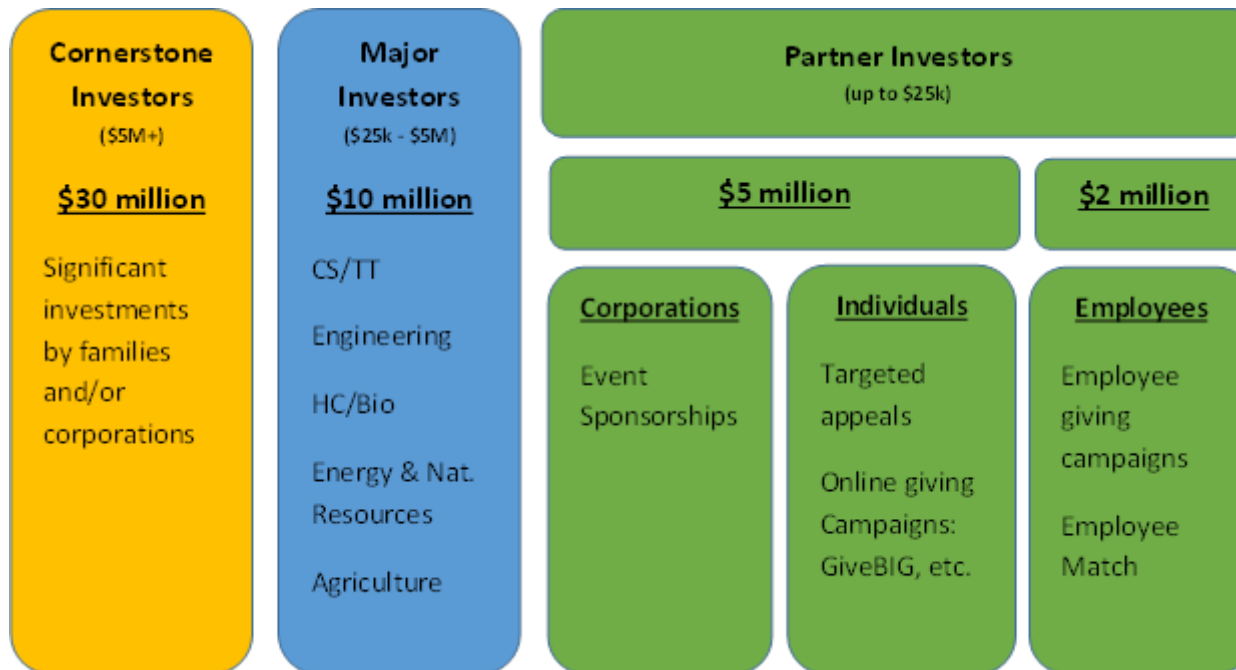 Cornerstone
Investors
($5M+)
$30 million
Significant
investments
by families
and/or
corporations
Major
Investors
($25k - $5M)
$10 million
CS/TT
Engineering
HC/Bio
Energy & Nat.
Resources
Agriculture
Partner Investors
(up to $25k)
$5 million
Corporations
Event
Sponsorships
Individuals
Targeted
appeals
Online giving
Campaigns:
GiveBIG, etc.
$2 million
Employees
Employee
giving
campaigns
Employee
Match